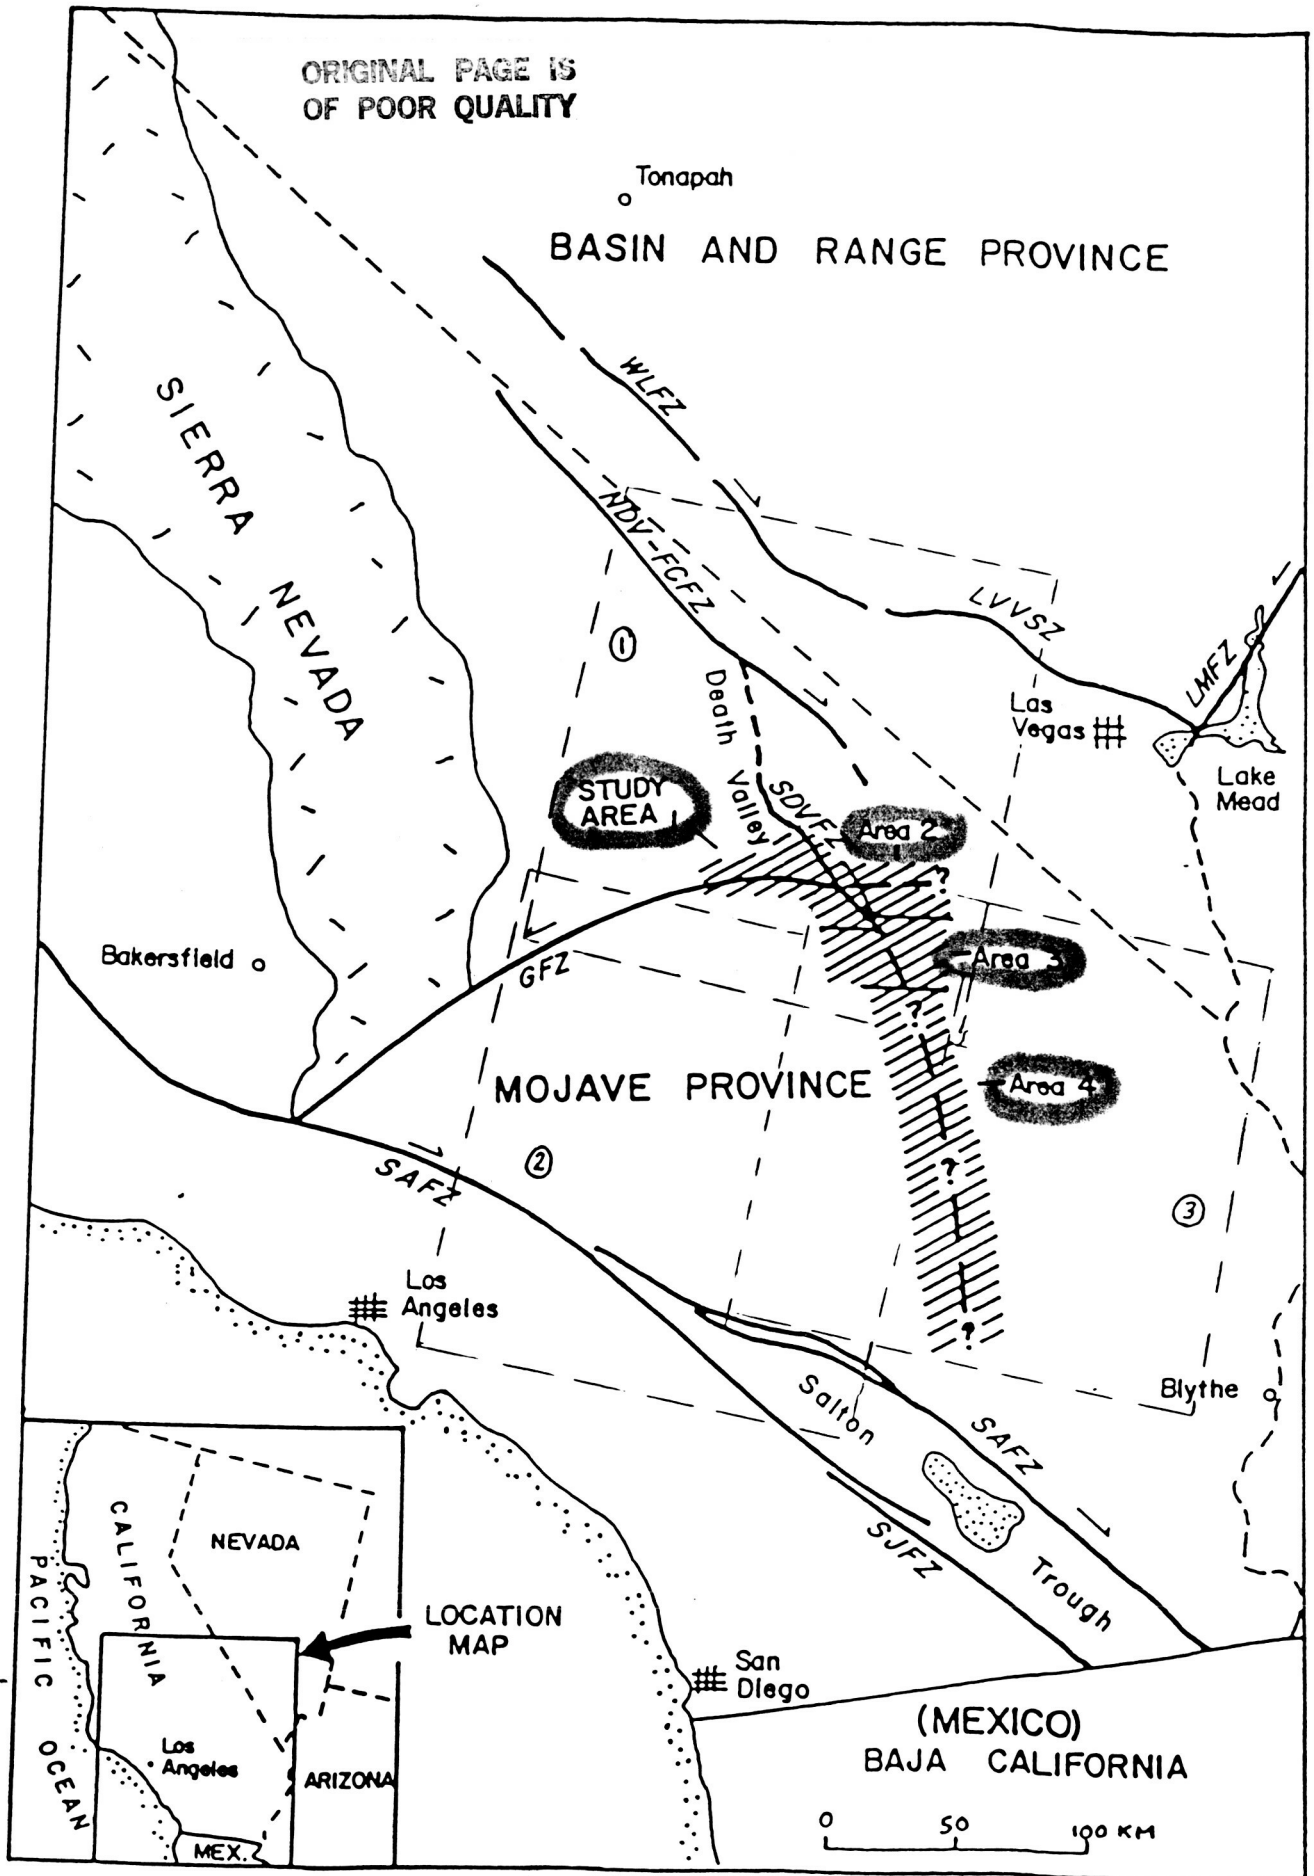 ORIGINAL PAGE IS
OF POOR QUALITY
Tonapah
BASIN AND RANGE PROVINCE
WLFZ
SIERRA NEVADA
NDV-FCFZ
LVVSZ
LMFZ
1
Death Valley
Las
Vegas
Lake
Mead
STUDY
AREA 1
SDVFZ
Area 2
?
Bakersfield
GFZ
Area 3
?
MOJAVE PROVINCE
Area 4
SAFZ
2
?
3
Los
Angeles
?
Blythe
Salton Trough
SAFZ
SJFZ
PACIFIC OCEAN
CALIFORNIA
NEVADA
LOCATION
MAP
Los
Angeles
ARIZONA
MEX.
San
Diego
(MEXICO)
BAJA CALIFORNIA
0 50 100 KM